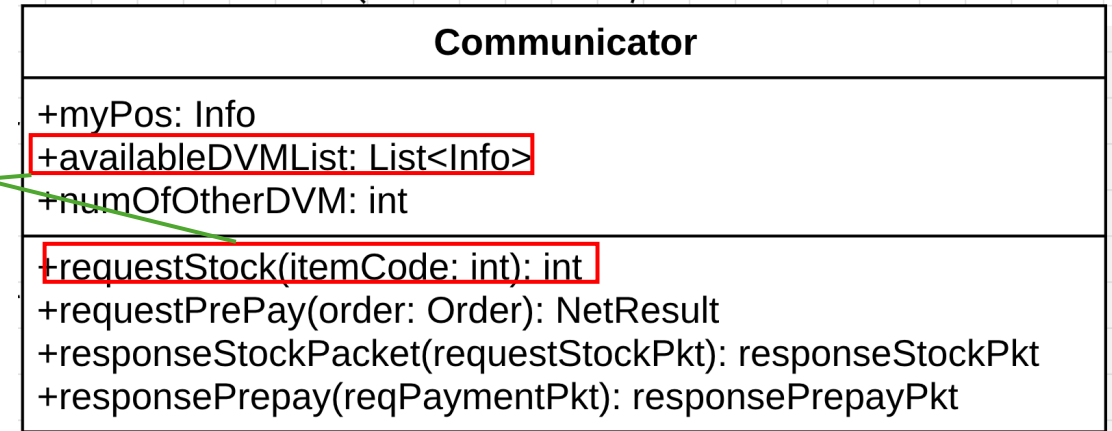 Communicator
+myPos: Info
+availableDVMList: List<Info>
+numOfOtherDVM: int
+requestStock(itemCode: int): int
+requestPrePay(order: Order): NetResult
+responseStockPacket(requestStockPkt): responseStockPkt
+responsePrepay(reqPaymentPkt): responsePrepayPkt